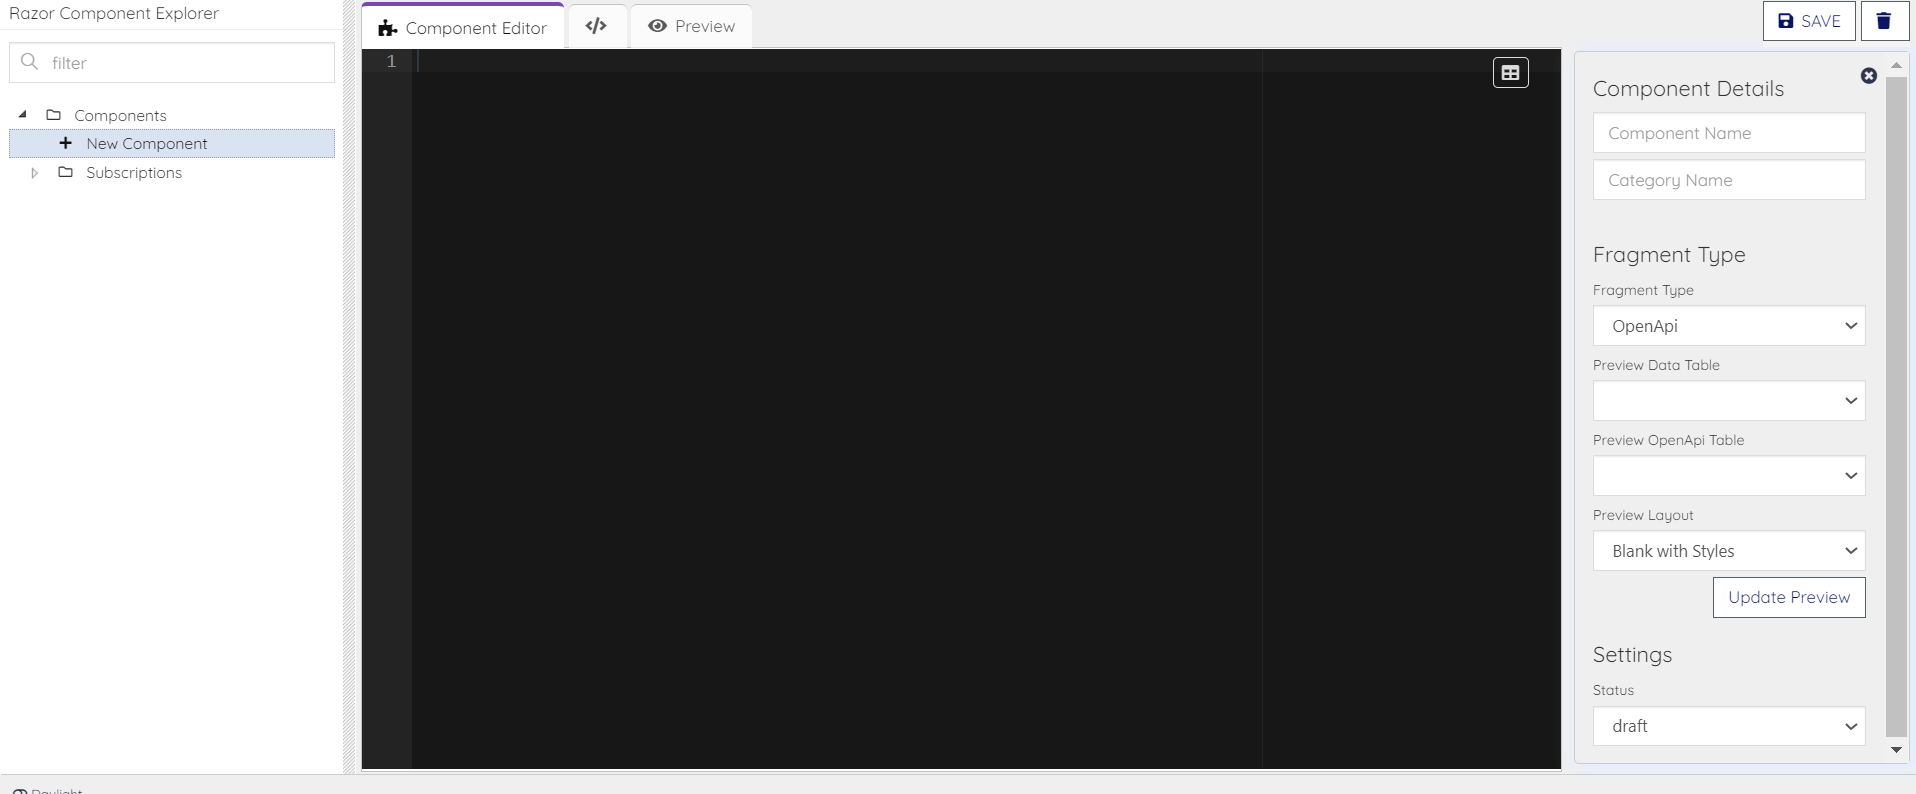 Razor Component Explorer
filter
Components
New Component
Subscriptions
Component Editor
</>
Preview
1
SAVE
Component Details
Component Name
Category Name
Fragment Type
Fragment Type
OpenApi
Preview Data Table
Preview OpenApi Table
Preview Layout
Blank with Styles
Update Preview
Settings
Status
draft
Daylight